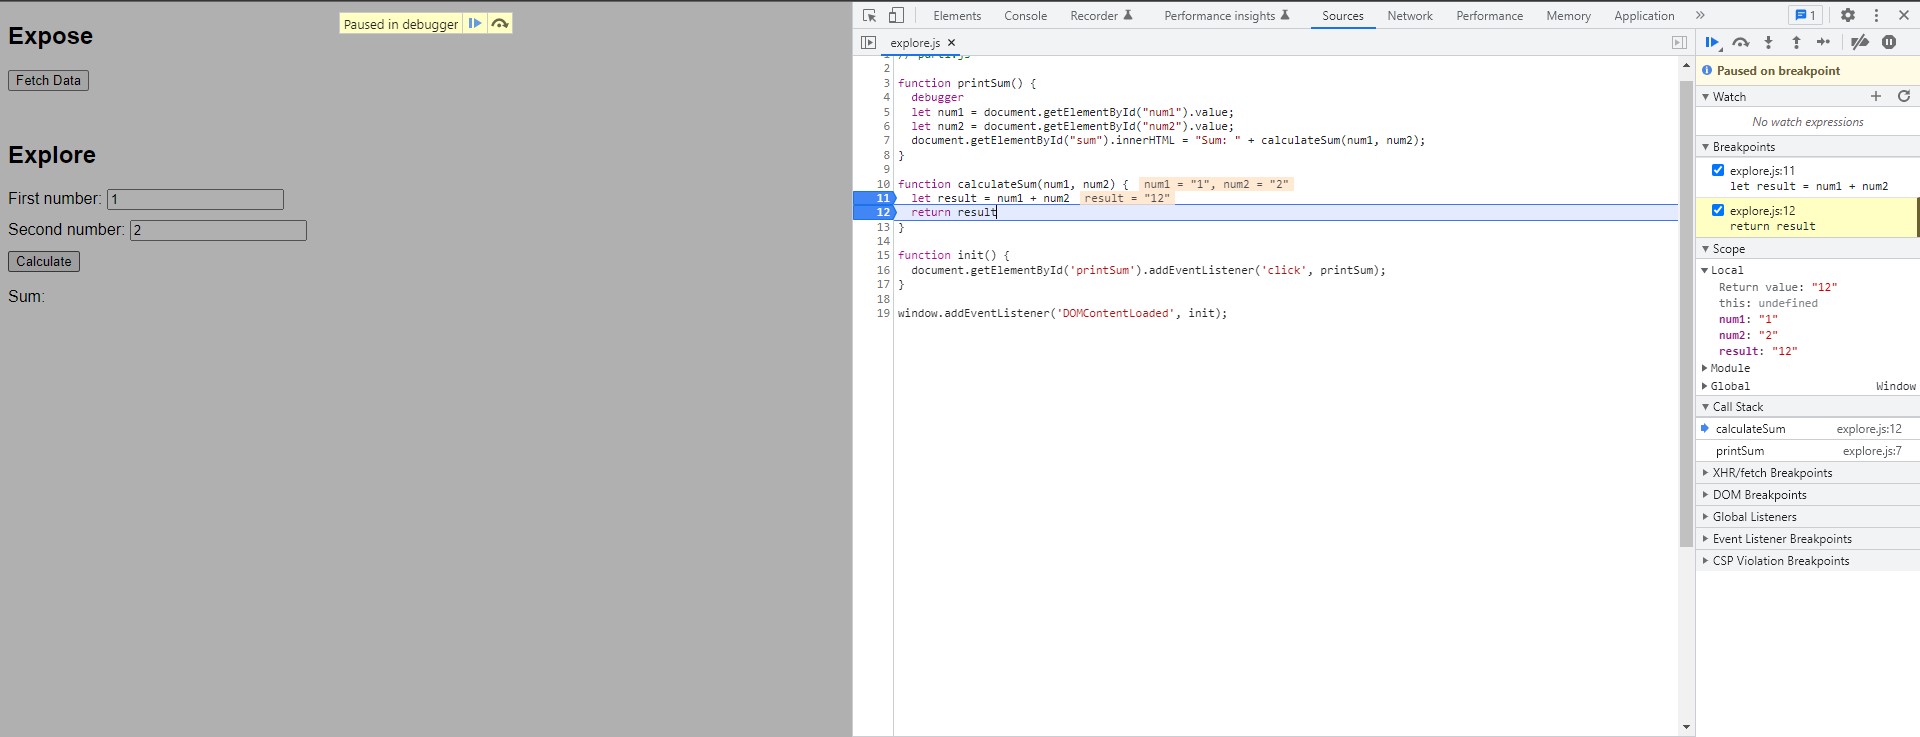 Expose
Paused in debugger
Fetch Data
Explore
First number: 1
Second number: 2
Calculate
Sum:
Elements Console Recorder Performance insights Sources Network Performance Memory Application » 1
explore.js
1 // part1.js
2
3 function printSum() {
4 debugger
5 let num1 = document.getElementById("num1").value;
6 let num2 = document.getElementById("num2").value;
7 document.getElementById("sum").innerHTML = "Sum: " + calculateSum(num1, num2);
8 }
9
10 function calculateSum(num1, num2) { num1 = "1", num2 = "2"
11 let result = num1 + num2 result = "12"
12 return result
13 }
14
15 function init() {
16 document.getElementById('printSum').addEventListener('click', printSum);
17 }
18
19 window.addEventListener('DOMContentLoaded', init);
Paused on breakpoint
Watch
No watch expressions
Breakpoints
explore.js:11
let result = num1 + num2
explore.js:12
return result
Scope
Local
Return value: "12"
this: undefined
num1: "1"
num2: "2"
result: "12"
Module
Global Window
Call Stack
calculateSum explore.js:12
printSum explore.js:7
XHR/fetch Breakpoints
DOM Breakpoints
Global Listeners
Event Listener Breakpoints
CSP Violation Breakpoints